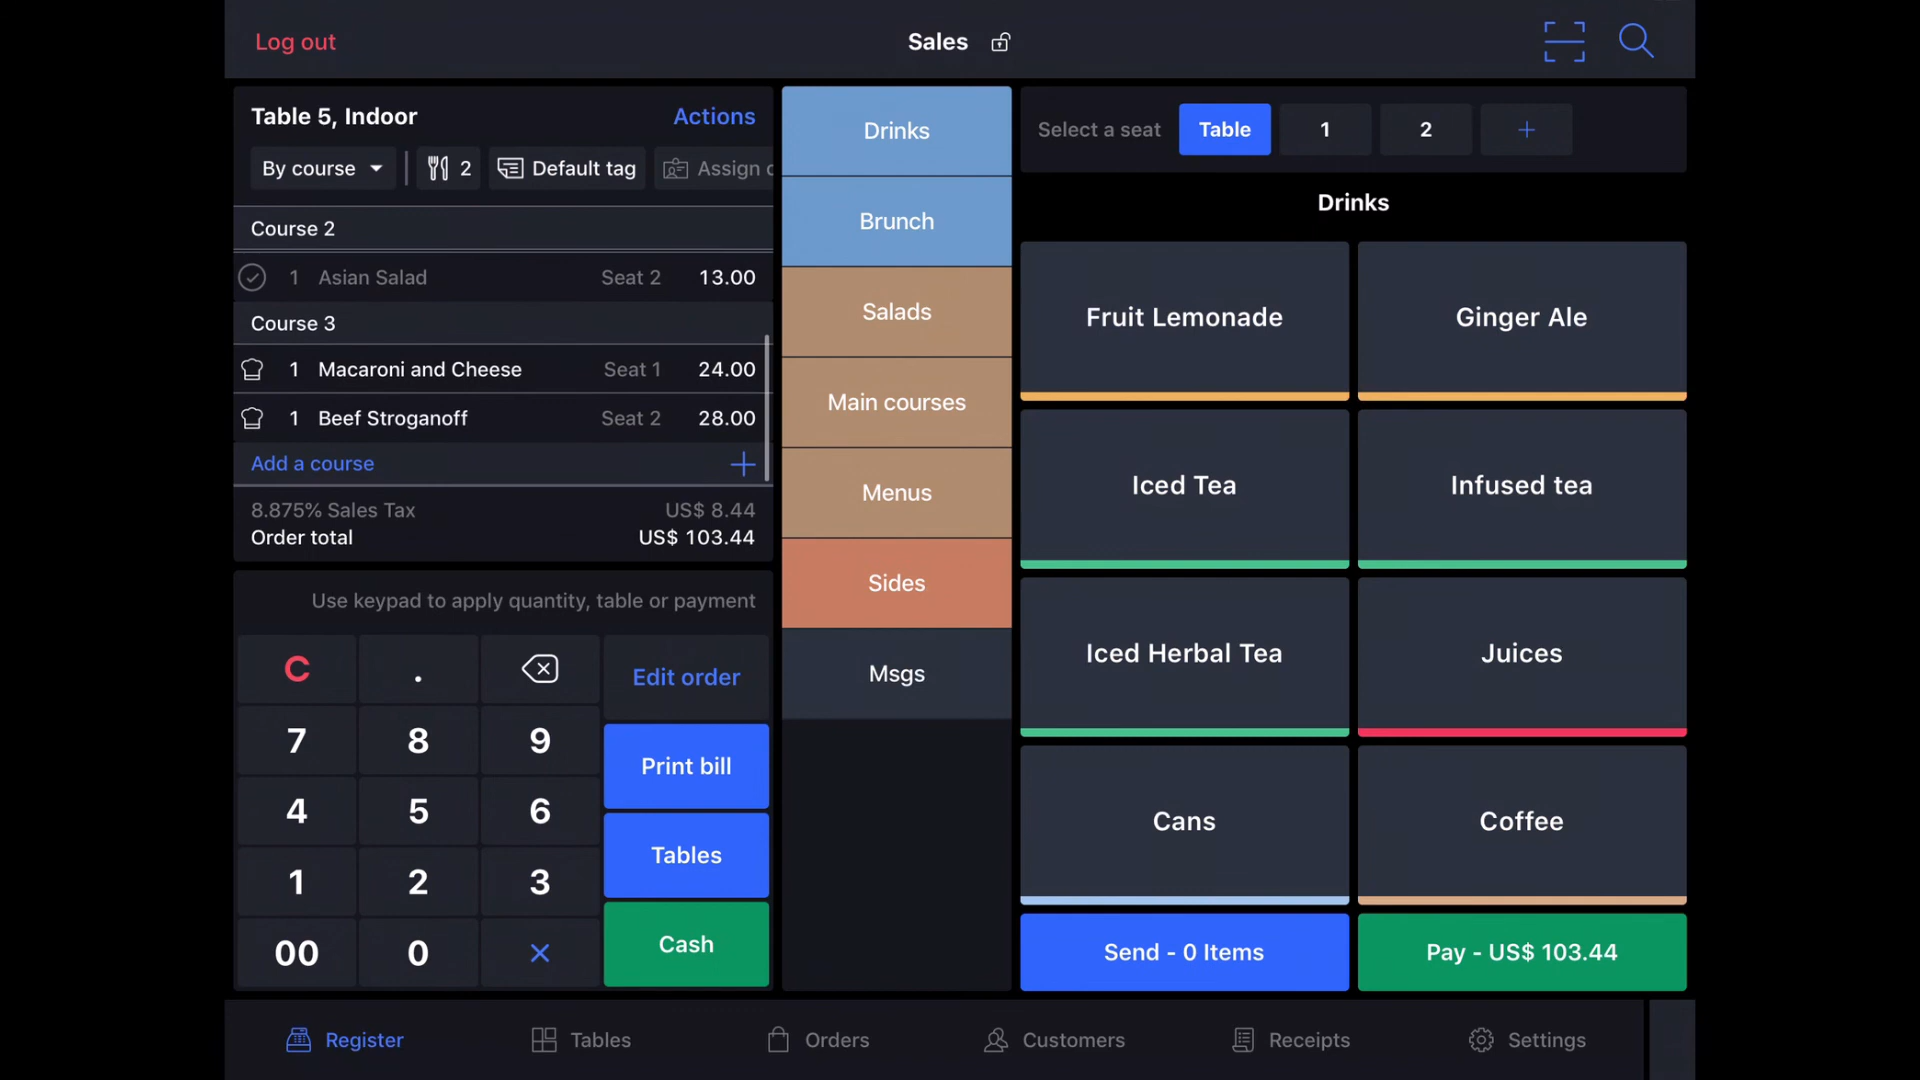 Log out
Sales
Table 5, Indoor
Actions
By course
2
Default tag
Assign
Course 2
1 Asian Salad Seat 2 13.00
Course 3
1 Macaroni and Cheese Seat 1 24.00
1 Beef Stroganoff Seat 2 28.00
Add a course
8.875% Sales Tax US$ 8.44
Order total US$ 103.44
Use keypad to apply quantity, table or payment
C .
7 8 9
4 5 6
1 2 3
00 0 ×
Edit order
Print bill
Tables
Cash
Drinks
Brunch
Salads
Main courses
Menus
Sides
Msgs
Select a seat Table 1 2 +
Drinks
Fruit Lemonade
Ginger Ale
Iced Tea
Infused tea
Iced Herbal Tea
Juices
Cans
Coffee
Send - 0 Items
Pay - US$ 103.44
Register
Tables
Orders
Customers
Receipts
Settings